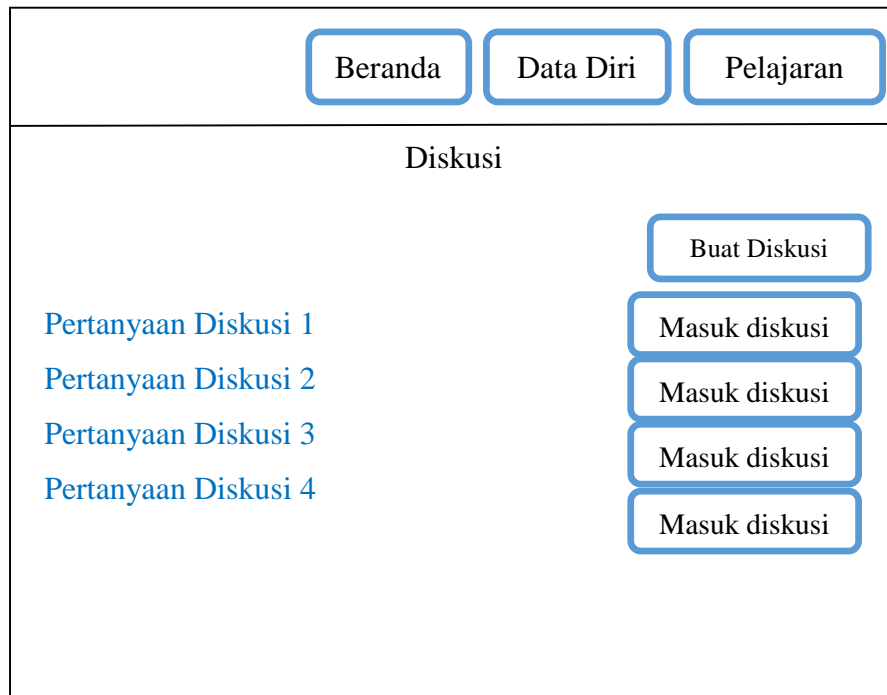 Beranda Data Diri Pelajaran
Diskusi
Buat Diskusi
Pertanyaan Diskusi 1 Masuk diskusi
Pertanyaan Diskusi 2 Masuk diskusi
Pertanyaan Diskusi 3 Masuk diskusi
Pertanyaan Diskusi 4 Masuk diskusi